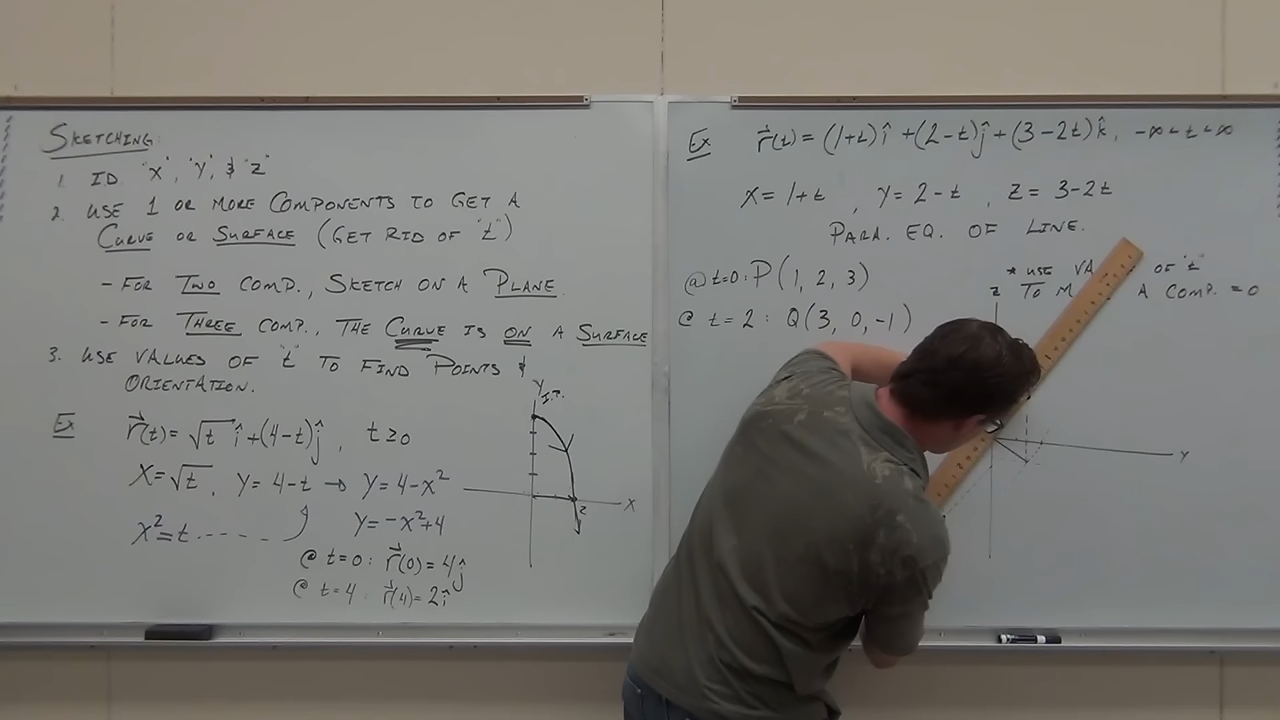 SKETCHING:
1. ID "X", "Y", & "Z"
2. USE 1 OR MORE COMPONENTS TO GET A
CURVE OR SURFACE (GET RID OF "t")
- FOR TWO COMP., SKETCH ON A PLANE
- FOR THREE COMP., THE CURVE IS ON A SURFACE
3. USE VALUES OF "t" TO FIND POINTS &
ORIENTATION.
Ex r⃗(t) = √t î + (4-t)ĵ, t ≥ 0
X = √t, Y = 4-t → Y = 4-x²
X² = t ------ Y = -x²+4
@ t=0: r⃗(0) = 4ĵ
@ t=4: r⃗(4) = 2î
Y
I.P.
X
2
Ex r⃗(t) = (1+t)î + (2-t)ĵ + (3-2t)k̂, -∞ < t < ∞
X = 1+t, Y = 2-t, Z = 3-2t
PARA. EQ. OF LINE.
@ t=0: P(1, 2, 3)
@ t=2: Q(3, 0, -1)
* USE OF "t"
TO A COMP. = 0
Z
Y